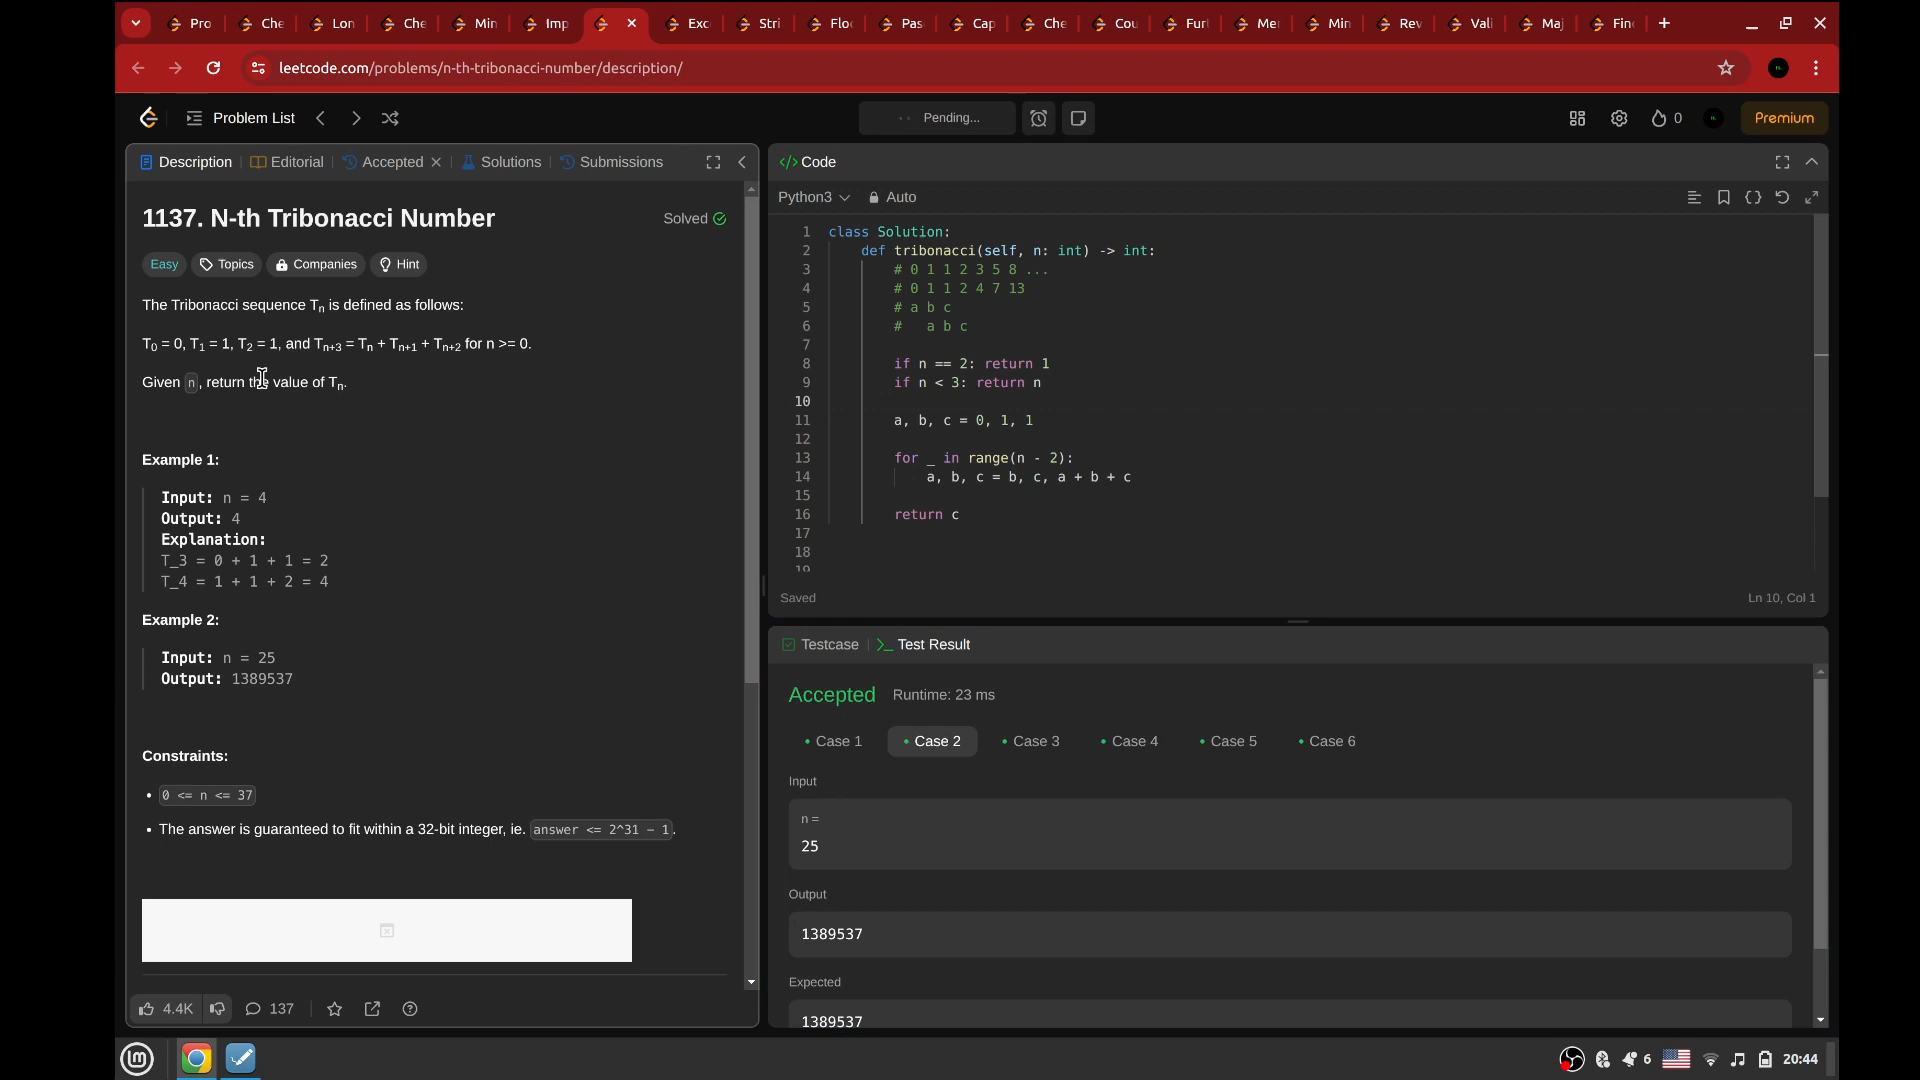 Pro
Che
Lon
Che
Min
Imp
Exc
Stri
Floo
Pas
Cap
Che
Cou
Furt
Mer
Min
Rev
Vali
Maj
Fin
leetcode.com/problems/n-th-tribonacci-number/description/
Problem List
Pending...
0
Premium
Description
Editorial
Accepted
Solutions
Submissions
1137. N-th Tribonacci Number
Solved
Easy
Topics
Companies
Hint
The Tribonacci sequence Tn is defined as follows:
T0 = 0, T1 = 1, T2 = 1, and Tn+3 = Tn + Tn+1 + Tn+2 for n >= 0.
Given n, return the value of Tn.
Example 1:
Input: n = 4
Output: 4
Explanation:
T_3 = 0 + 1 + 1 = 2
T_4 = 1 + 1 + 2 = 4
Example 2:
Input: n = 25
Output: 1389537
Constraints:
• 0 <= n <= 37
• The answer is guaranteed to fit within a 32-bit integer, ie. answer <= 2^31 - 1.
4.4K
137
</> Code
Python3
Auto
1 class Solution:
2 def tribonacci(self, n: int) -> int:
3 # 0 1 1 2 3 5 8 ...
4 # 0 1 1 2 4 7 13
5 # a b c
6 #   a b c
7
8 if n == 2: return 1
9 if n < 3: return n
10
11 a, b, c = 0, 1, 1
12
13 for _ in range(n - 2):
14 a, b, c = b, c, a + b + c
15
16 return c
17
18
19
Saved
Ln 10, Col 1
Testcase
Test Result
Accepted
Runtime: 23 ms
• Case 1
• Case 2
• Case 3
• Case 4
• Case 5
• Case 6
Input
n =
25
Output
1389537
Expected
1389537
6
20:44